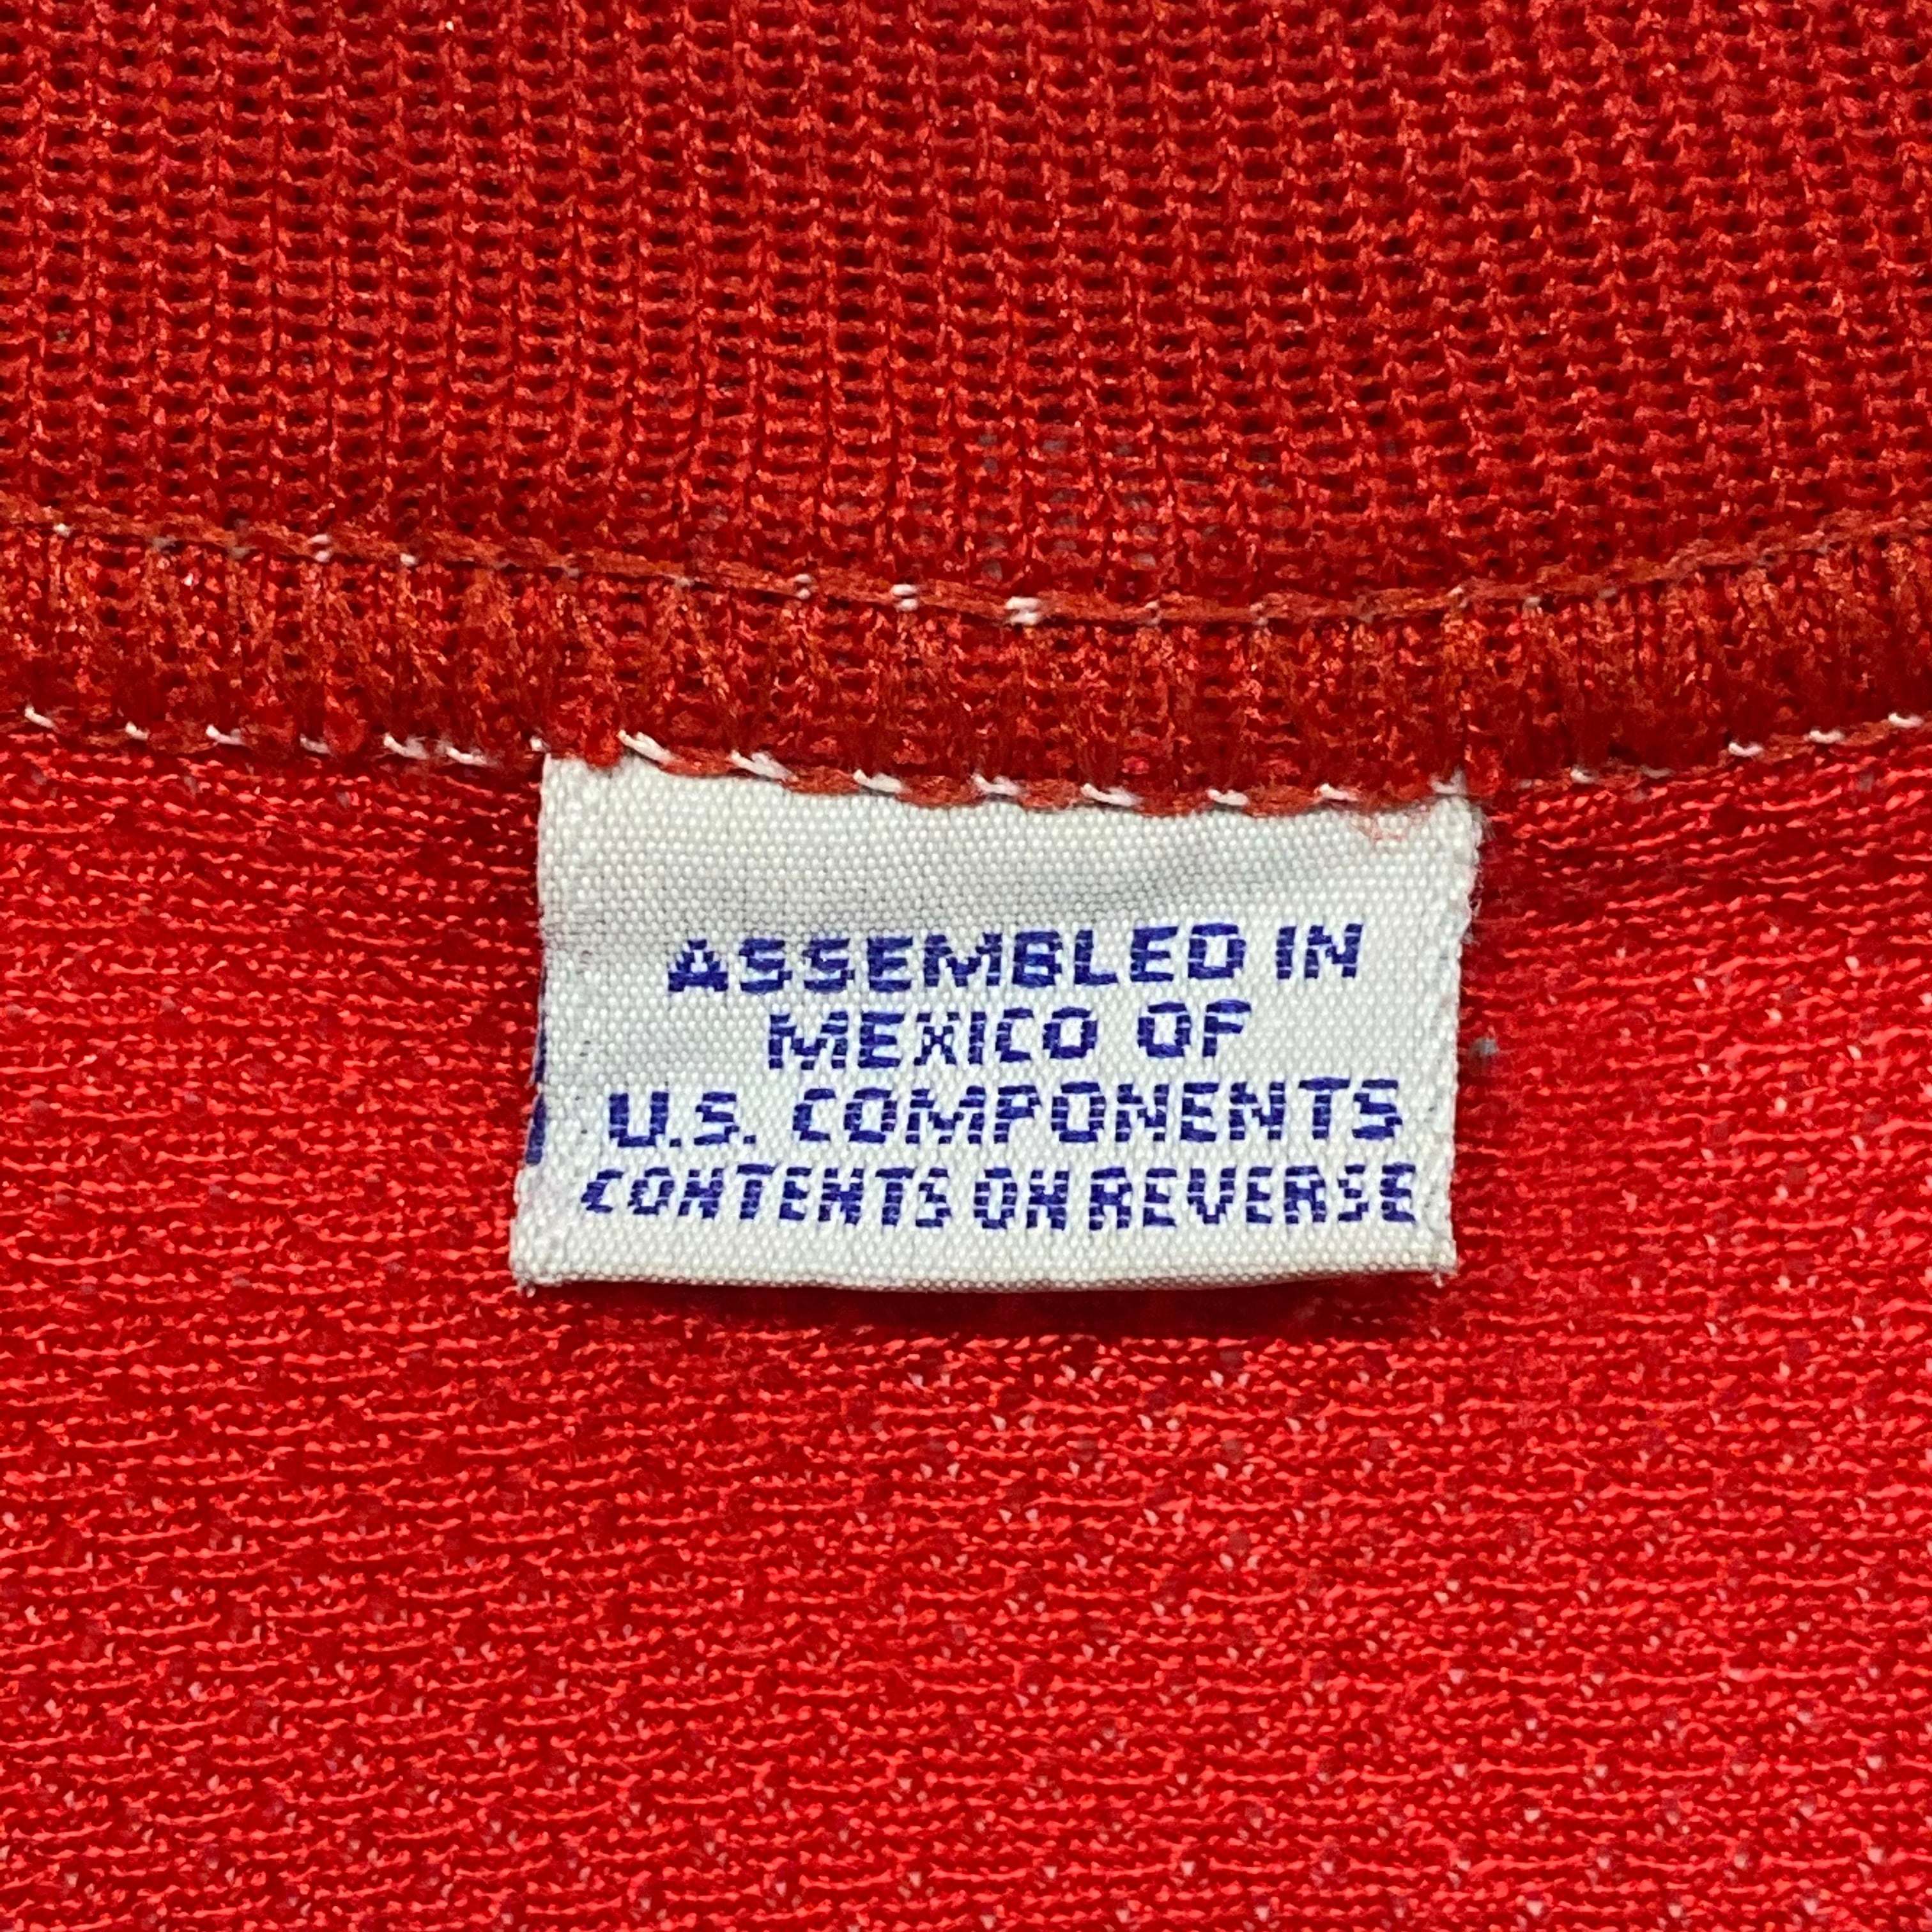 ASSEMBLED IN
MEXICO OF
U.S. COMPONENTS
CONTENTS ON REVERSE